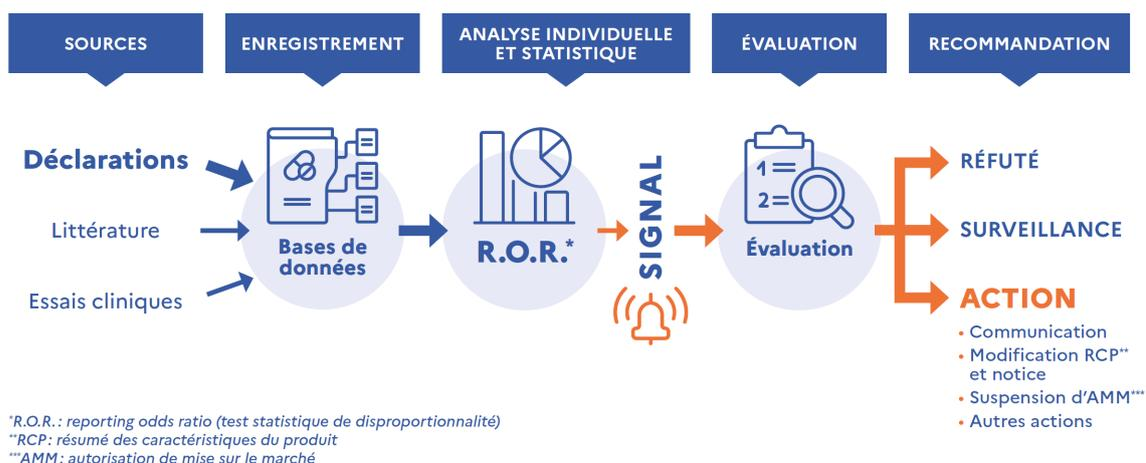 SOURCES
ENREGISTREMENT
ANALYSE INDIVIDUELLE
ET STATISTIQUE
ÉVALUATION
RECOMMANDATION
Déclarations
Littérature
Essais cliniques
Bases de
données
R.O.R.*
SIGNAL
1
2
Évaluation
RÉFUTÉ
SURVEILLANCE
ACTION
• Communication
• Modification RCP**
et notice
• Suspension d’AMM***
• Autres actions
*R.O.R. : reporting odds ratio (test statistique de disproportionnalité)
**RCP : résumé des caractéristiques du produit
***AMM : autorisation de mise sur le marché